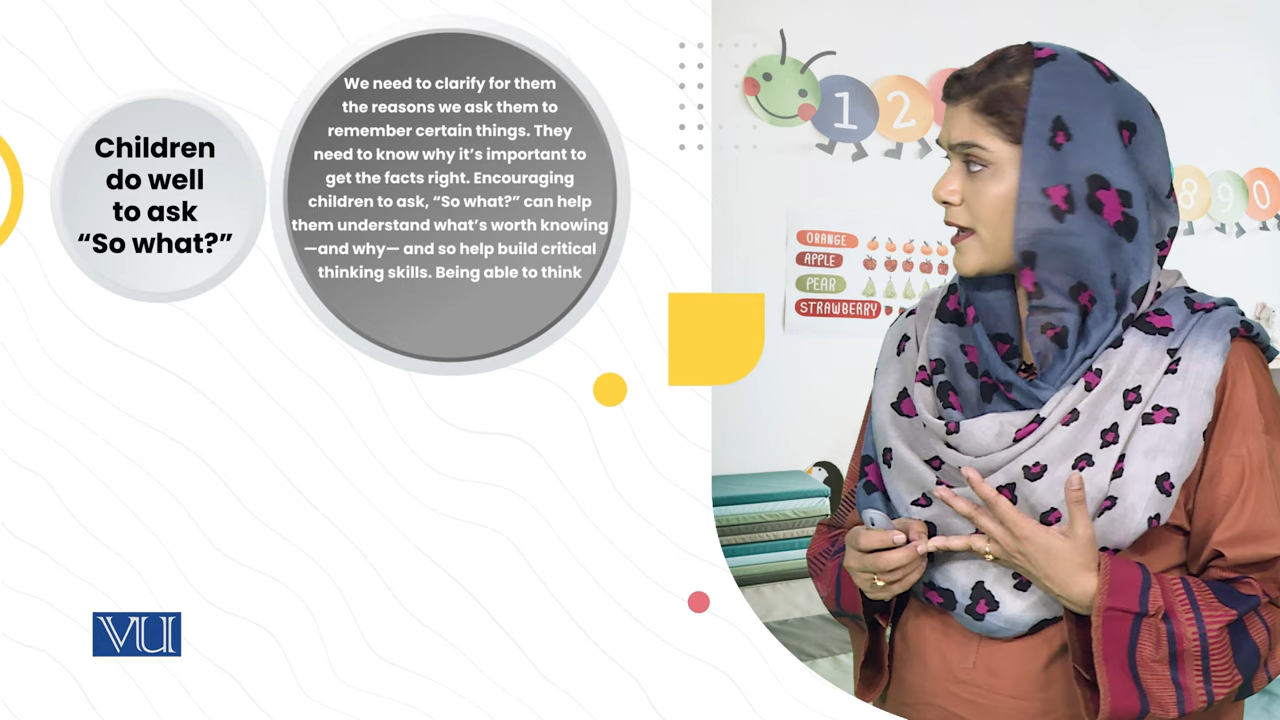 Children
do well
to ask
“So what?”
We need to clarify for them
the reasons we ask them to
remember certain things. They
need to know why it’s important to
get the facts right. Encouraging
children to ask, “So what?” can help
them understand what’s worth knowing
—and why— and so help build critical
thinking skills. Being able to think
1 2
8 9 0
ORANGE
APPLE
PEAR
STRAWBERRY
VU